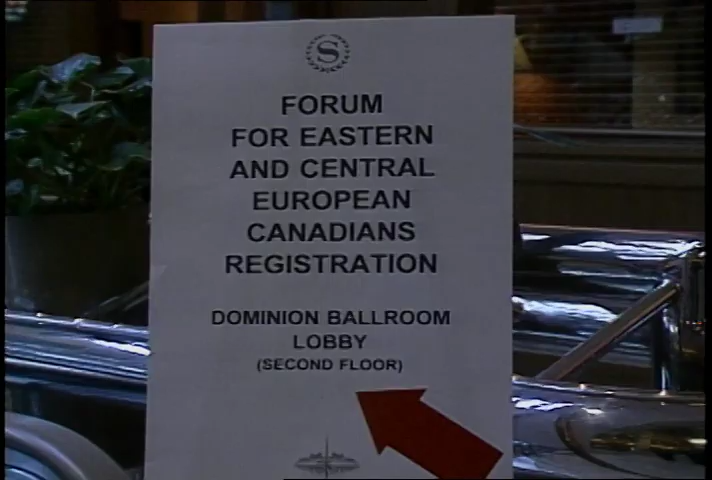 S
FORUM
FOR EASTERN
AND CENTRAL
EUROPEAN
CANADIANS
REGISTRATION
DOMINION BALLROOM
LOBBY
(SECOND FLOOR)